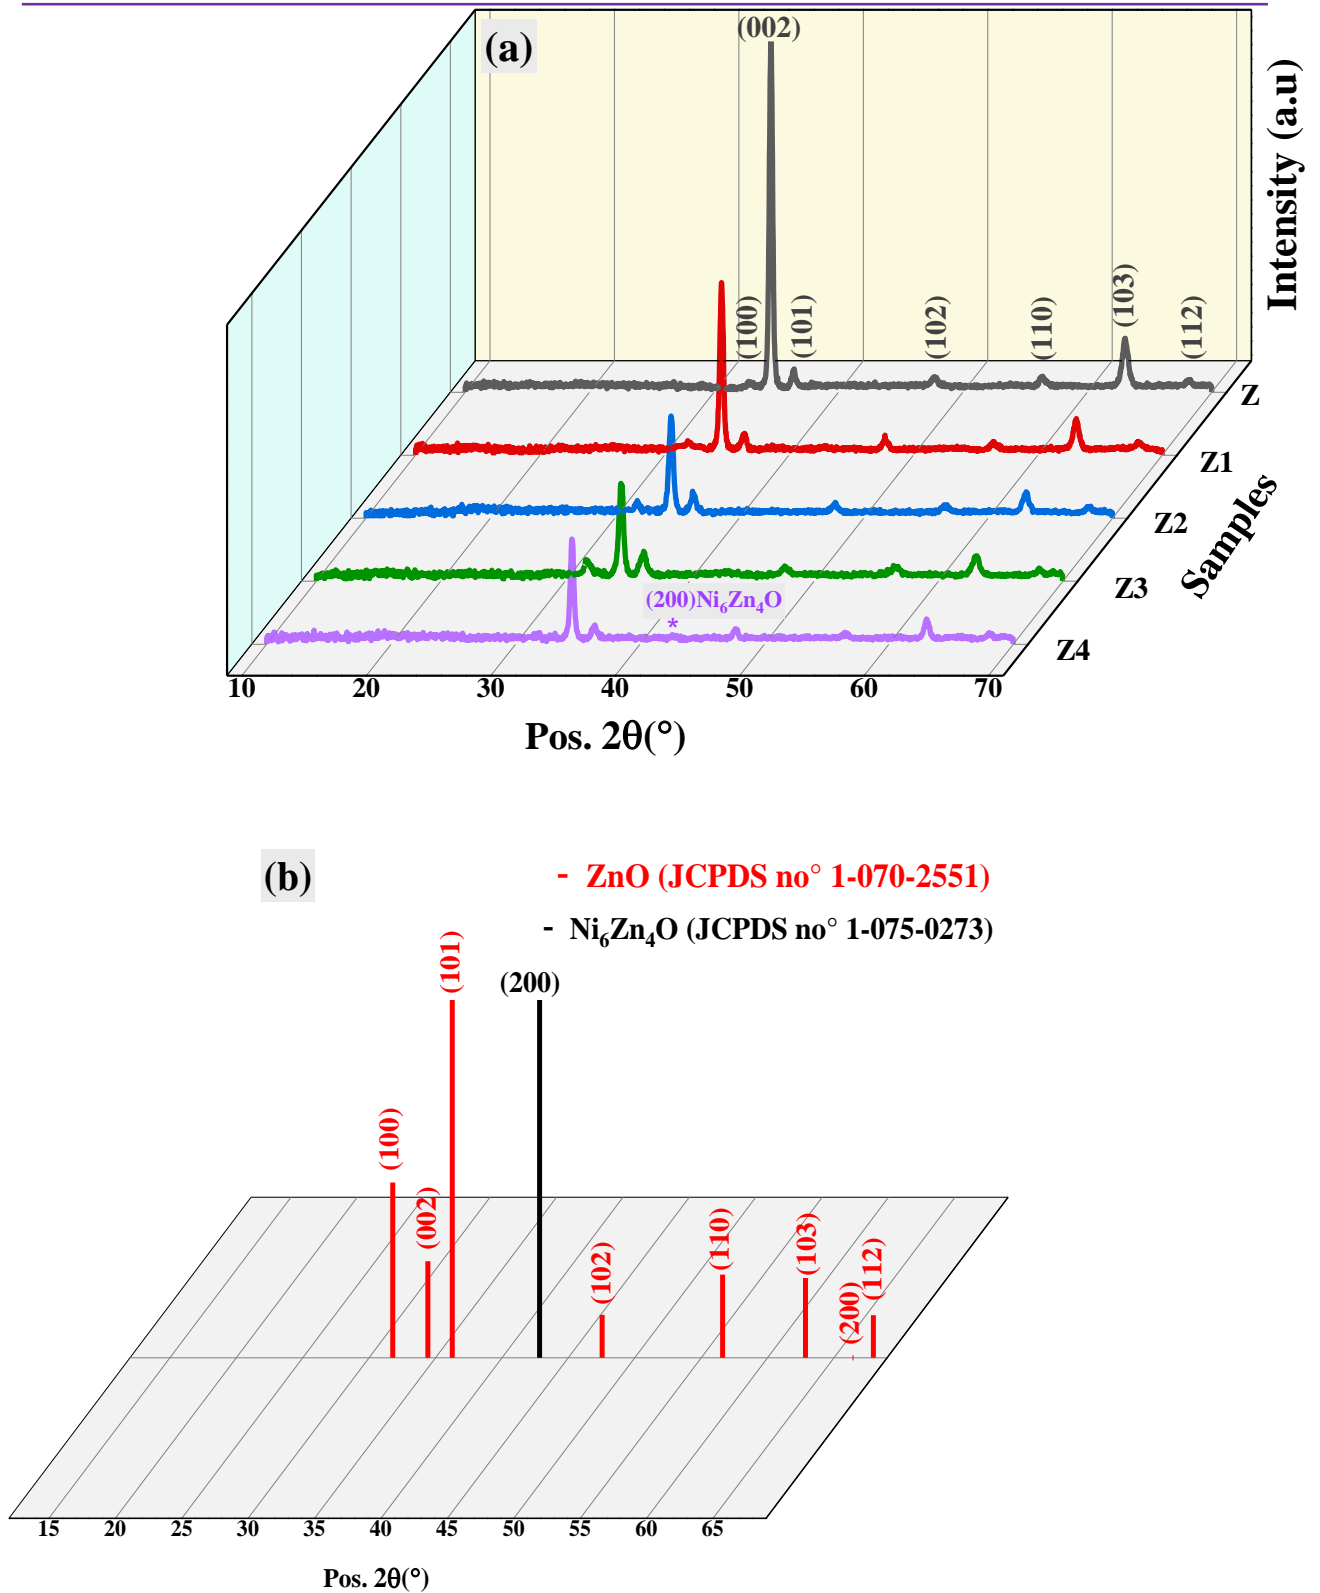 (a)
(002)
Intensity (a.u)
(100)
(101)
(102)
(110)
(103)
(112)
Z
Z1
Z2
Z3
Z4
Samples
(200)Ni₆Zn₄O
*
10 20 30 40 50 60 70
Pos. 2θ(°)
(b)
- ZnO (JCPDS no° 1-070-2551)
- Ni₆Zn₄O (JCPDS no° 1-075-0273)
(100)
(002)
(101)
(200)
(102)
(110)
(103)
(200)
(112)
15 20 25 30 35 40 45 50 55 60 65
Pos. 2θ(°)